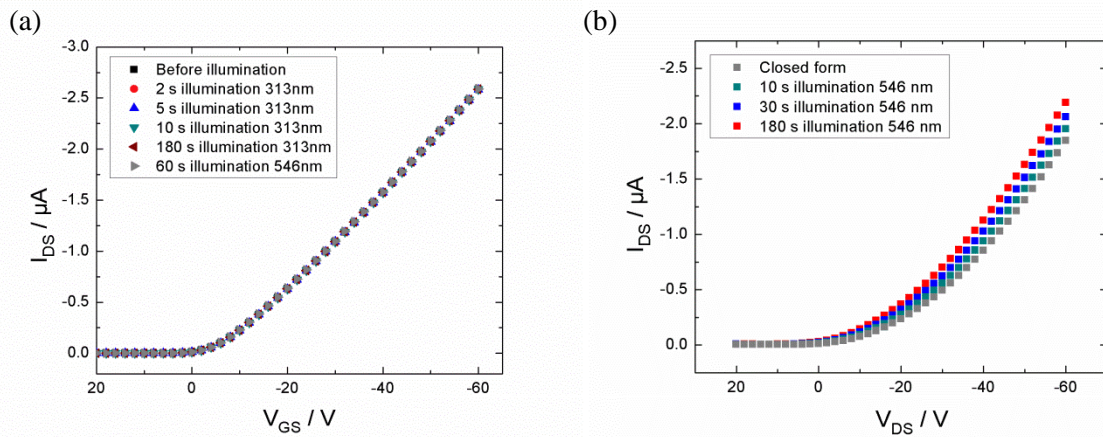 (a)
-3.0
-2.5
-2.0
-1.5
-1.0
-0.5
0.0
I_DS / µA
Before illumination
2 s illumination 313nm
5 s illumination 313nm
10 s illumination 313nm
180 s illumination 313nm
60 s illumination 546nm
20 0 -20 -40 -60
V_GS / V
(b)
-2.5
-2.0
-1.5
-1.0
-0.5
0.0
I_DS / µA
Closed form
10 s illumination 546 nm
30 s illumination 546 nm
180 s illumination 546 nm
20 0 -20 -40 -60
V_DS / V